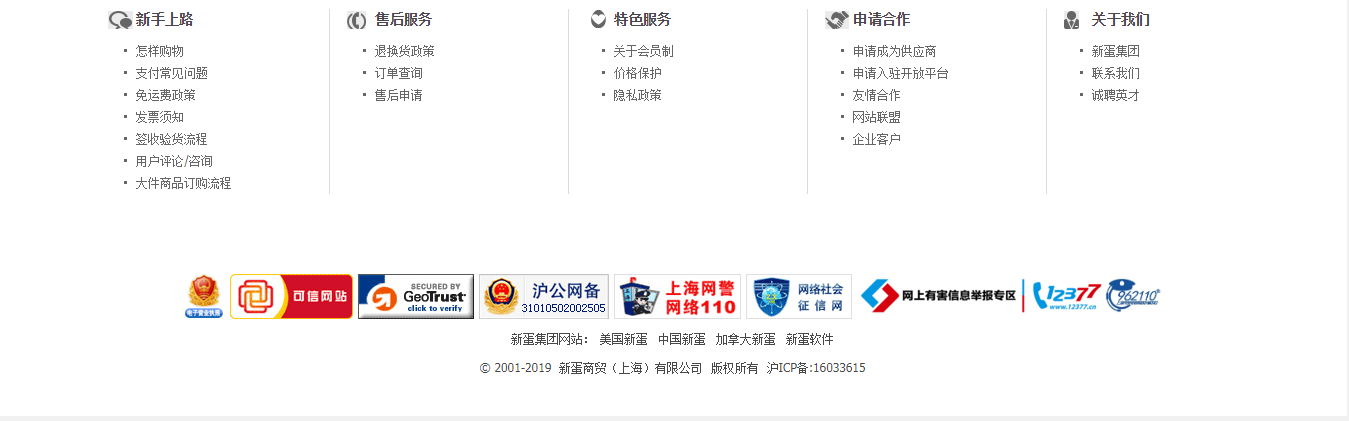 新手上路
怎样购物
支付常见问题
免运费政策
发票须知
签收验货流程
用户评论/咨询
大件商品订购流程
售后服务
退换货政策
订单查询
售后申请
特色服务
关于会员制
价格保护
隐私政策
申请合作
申请成为供应商
申请入驻开放平台
友情合作
网站联盟
企业客户
关于我们
新蛋集团
联系我们
诚聘英才
电子营业执照
可信网站
SECURED BY
GeoTrust
click to verify
沪公网备
31010502002505
上海网警
网络110
网络社会
征信网
网上有害信息举报专区
12377
www.12377.cn
962110
新蛋集团网站： 美国新蛋 中国新蛋 加拿大新蛋 新蛋软件
© 2001-2019 新蛋商贸（上海）有限公司 版权所有 沪ICP备:16033615